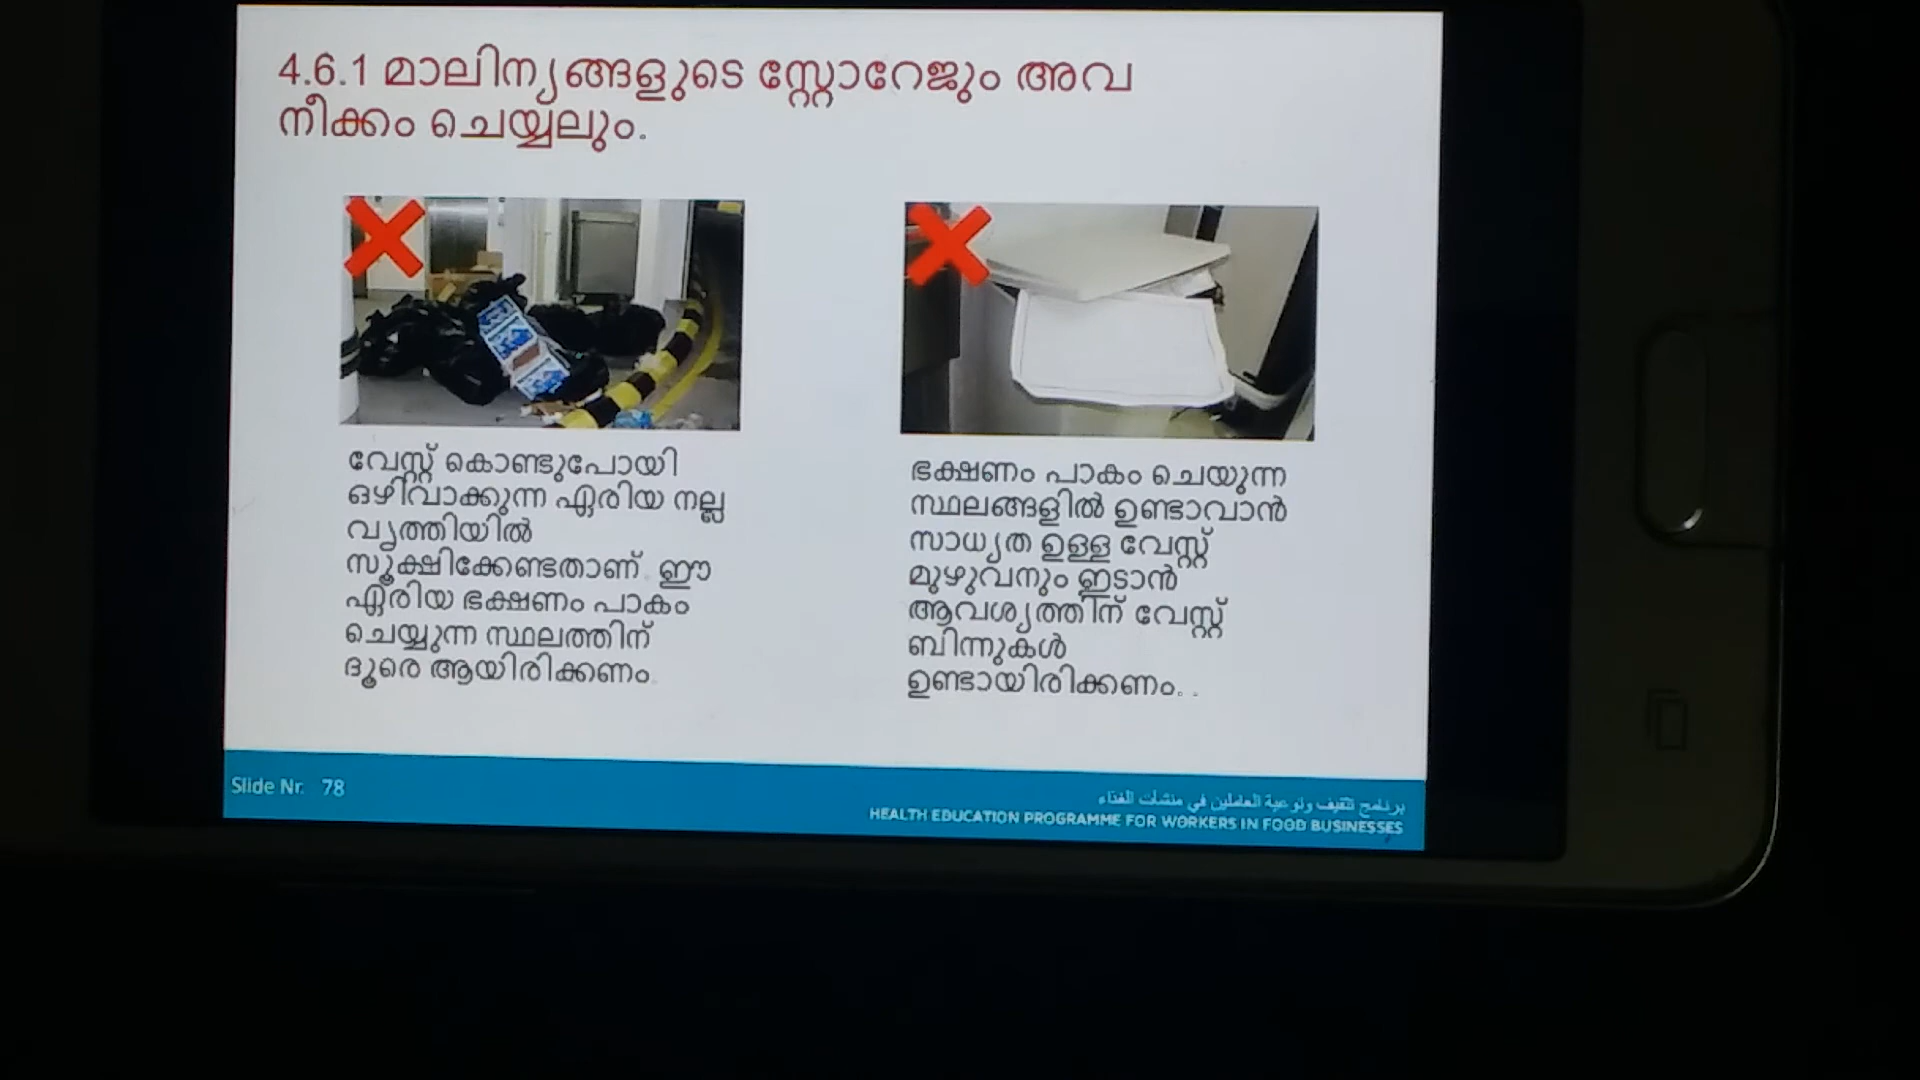 4.6.1 മാലിന്യങ്ങളുടെ സ്റ്റോറേജും അവ
നീക്കം ചെയ്യലും.
വേസ്റ്റ് കൊണ്ടുപോയി
ഒഴിവാക്കുന്ന ഏരിയ നല്ല
വൃത്തിയിൽ
സൂക്ഷിക്കേണ്ടതാണ്. ഈ
ഏരിയ ഭക്ഷണം പാകം
ചെയ്യുന്ന സ്ഥലത്തിന്
ദൂരെ ആയിരിക്കണം.
ഭക്ഷണം പാകം ചെയുന്ന
സ്ഥലങ്ങളിൽ ഉണ്ടാവാൻ
സാധ്യത ഉള്ള വേസ്റ്റ്
മുഴുവനും ഇടാൻ
ആവശ്യത്തിന് വേസ്റ്റ്
ബിന്നുകൾ
ഉണ്ടായിരിക്കണം. .
Slide Nr. 78
برنامج تثقيف وتوعية العاملين في منشآت الغذاء
HEALTH EDUCATION PROGRAMME FOR WORKERS IN FOOD BUSINESSES